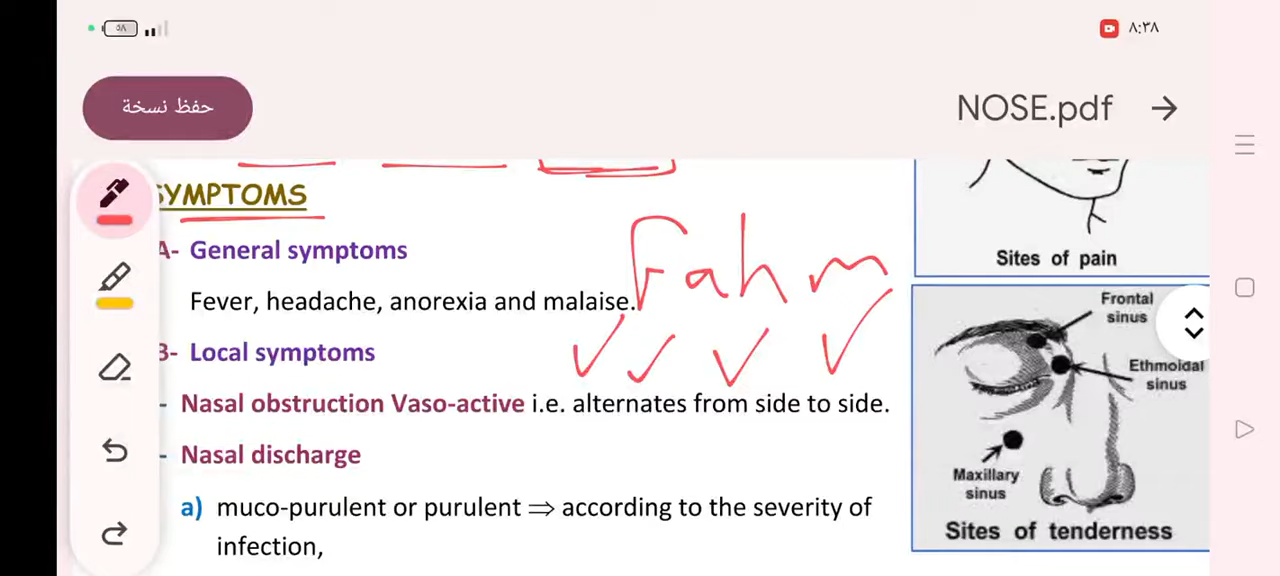 ٥٨
٨:٣٨
حفظ نسخة
NOSE.pdf
SYMPTOMS
A- General symptoms
Fahm
Fever, headache, anorexia and malaise.
B- Local symptoms
- Nasal obstruction Vaso-active i.e. alternates from side to side.
- Nasal discharge
a) muco-purulent or purulent ⇒ according to the severity of
infection,
Sites of pain
Frontal
sinus
Ethmoidal
sinus
Maxillary
sinus
Sites of tenderness